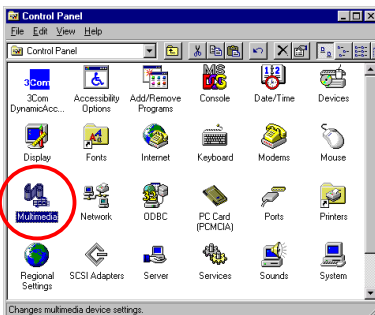 Control Panel
File Edit View Help
Control Panel
3Com
MS
12
3Com DynamicAcc...
Accessibility Options
Add/Remove Programs
Console
Date/Time
Devices
Display
Fonts
Internet
Keyboard
Modems
Mouse
Multimedia
Network
ODBC
PC Card (PCMCIA)
Ports
Printers
Regional Settings
SCSI Adapters
Server
Services
Sounds
System
Changes multimedia device settings.